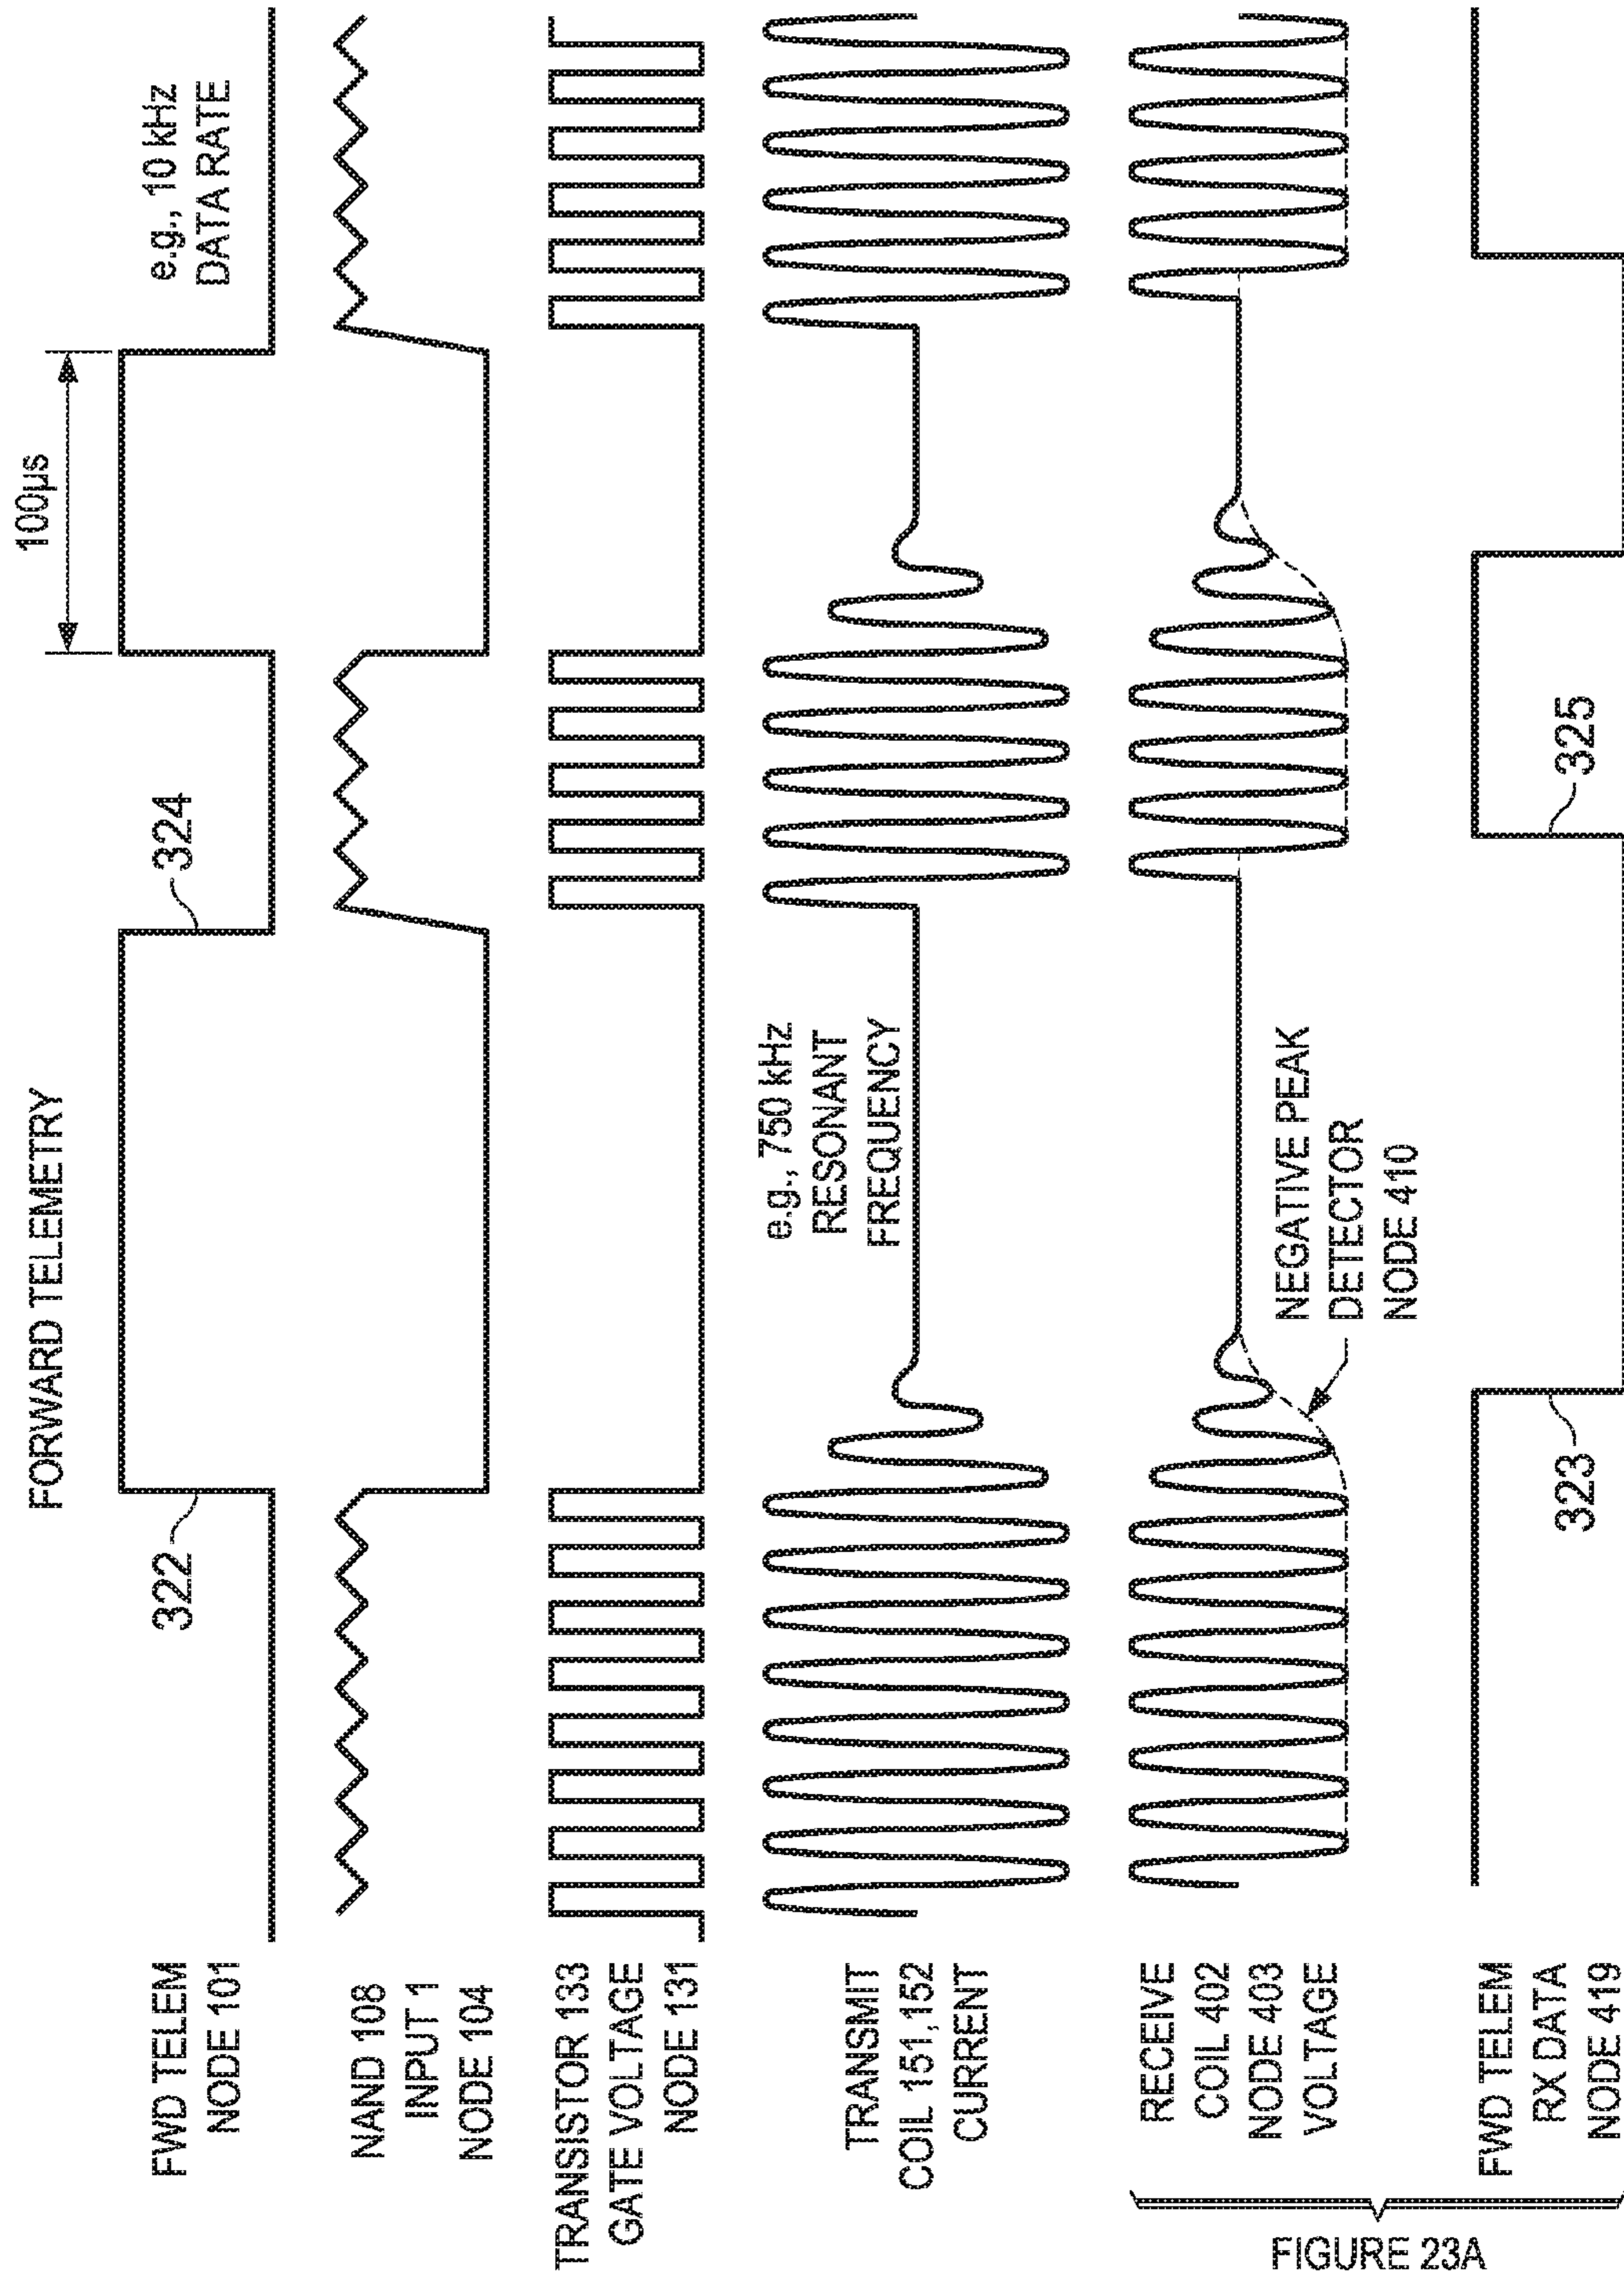 FORWARD TELEMETRY
100µs
e.g., 10 kHz
DATA RATE
322
324
FWD TELEM
NODE 101
NAND 108
INPUT 1
NODE 104
TRANSISTOR 133
GATE VOLTAGE
NODE 131
e.g., 750 kHz
RESONANT
FREQUENCY
TRANSMIT
COIL 151,152
CURRENT
RECEIVE
COIL 402
NODE 403
VOLTAGE
NEGATIVE PEAK
DETECTOR
NODE 410
FWD TELEM
RX DATA
NODE 419
323
325
FIGURE 23A